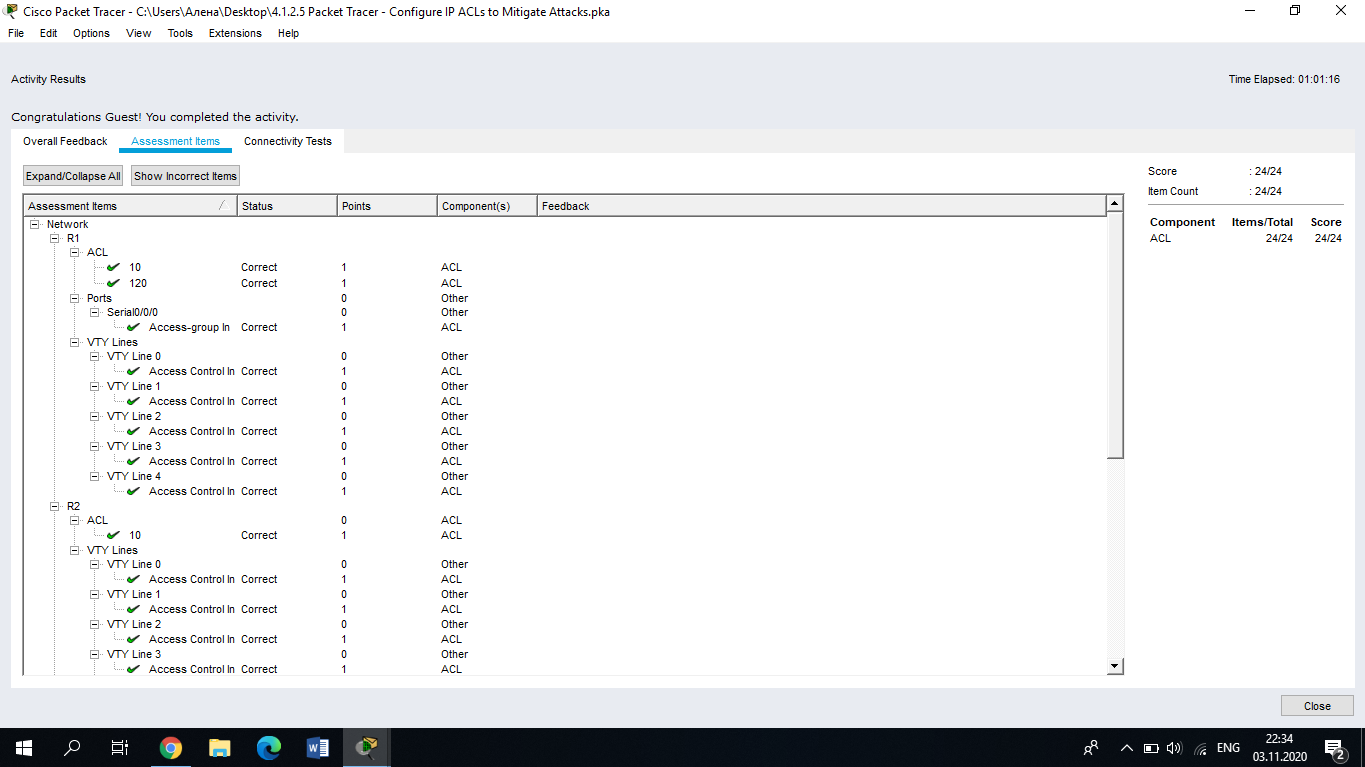 Cisco Packet Tracer - C:\Users\Алена\Desktop\4.1.2.5 Packet Tracer - Configure IP ACLs to Mitigate Attacks.pka
File Edit Options View Tools Extensions Help
Activity Results
Time Elapsed: 01:01:16
Congratulations Guest! You completed the activity.
Overall Feedback Assessment Items Connectivity Tests
Expand/Collapse All Show Incorrect Items
Score : 24/24
Item Count : 24/24
Component Items/Total Score
ACL 24/24 24/24
Assessment Items Status Points Component(s) Feedback
Network
R1
ACL
10 Correct 1 ACL
120 Correct 1 ACL
Ports 0 Other
Serial0/0/0 0 Other
Access-group In Correct 1 ACL
VTY Lines
VTY Line 0 0 Other
Access Control In Correct 1 ACL
VTY Line 1 0 Other
Access Control In Correct 1 ACL
VTY Line 2 0 Other
Access Control In Correct 1 ACL
VTY Line 3 0 Other
Access Control In Correct 1 ACL
VTY Line 4 0 Other
Access Control In Correct 1 ACL
R2
ACL 0 ACL
10 Correct 1 ACL
VTY Lines
VTY Line 0 0 Other
Access Control In Correct 1 ACL
VTY Line 1 0 Other
Access Control In Correct 1 ACL
VTY Line 2 0 Other
Access Control In Correct 1 ACL
VTY Line 3 0 Other
Access Control In Correct 1 ACL
Close
ENG
22:34
03.11.2020
2